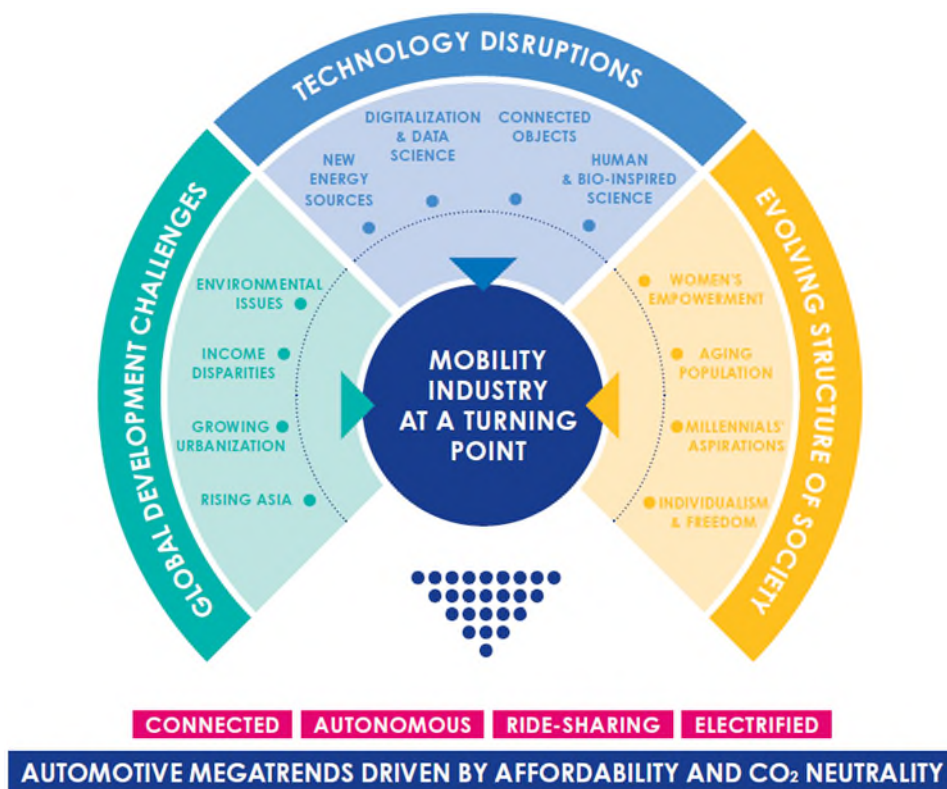 TECHNOLOGY DISRUPTIONS
DIGITALIZATION
& DATA
SCIENCE
CONNECTED
OBJECTS
NEW
ENERGY
SOURCES
HUMAN
& BIO-INSPIRED
SCIENCE
GLOBAL DEVELOPMENT CHALLENGES
ENVIRONMENTAL
ISSUES
INCOME
DISPARITIES
GROWING
URBANIZATION
RISING ASIA
MOBILITY
INDUSTRY
AT A TURNING
POINT
EVOLVING STRUCTURE OF SOCIETY
WOMEN'S
EMPOWERMENT
AGING
POPULATION
MILLENNIALS'
ASPIRATIONS
INDIVIDUALISM
& FREEDOM
CONNECTED AUTONOMOUS RIDE-SHARING ELECTRIFIED
AUTOMOTIVE MEGATRENDS DRIVEN BY AFFORDABILITY AND CO₂ NEUTRALITY